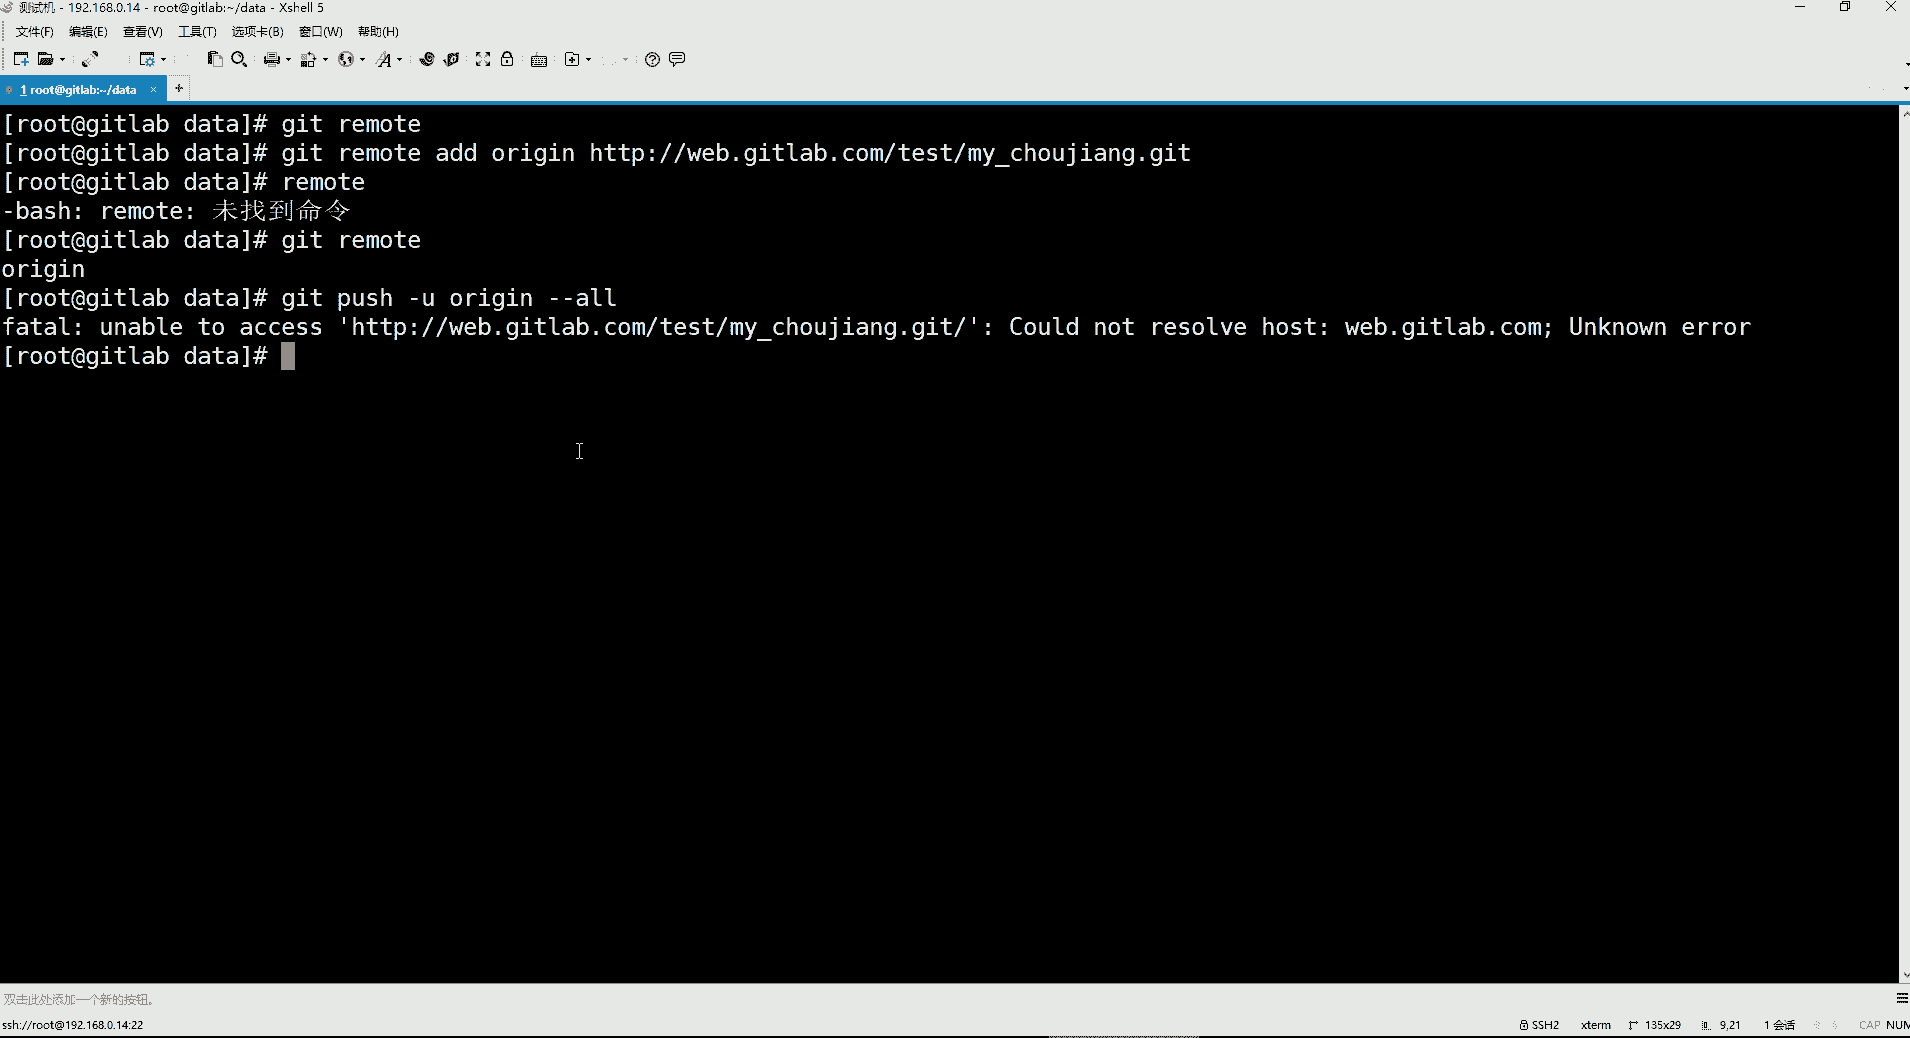 测试机 - 192.168.0.14 - root@gitlab:~/data - Xshell 5
文件(F) 编辑(E) 查看(V) 工具(T) 选项卡(B) 窗口(W) 帮助(H)
1 root@gitlab:~/data × +
[root@gitlab data]# git remote
[root@gitlab data]# git remote add origin http://web.gitlab.com/test/my_choujiang.git
[root@gitlab data]# remote
-bash: remote: 未找到命令
[root@gitlab data]# git remote
origin
[root@gitlab data]# git push -u origin --all
fatal: unable to access 'http://web.gitlab.com/test/my_choujiang.git/': Could not resolve host: web.gitlab.com; Unknown error
[root@gitlab data]#
双击此处添加一个新的按钮。
ssh://root@192.168.0.14:22 SSH2 xterm 135x29 9,21 1 会话 CAP NUM